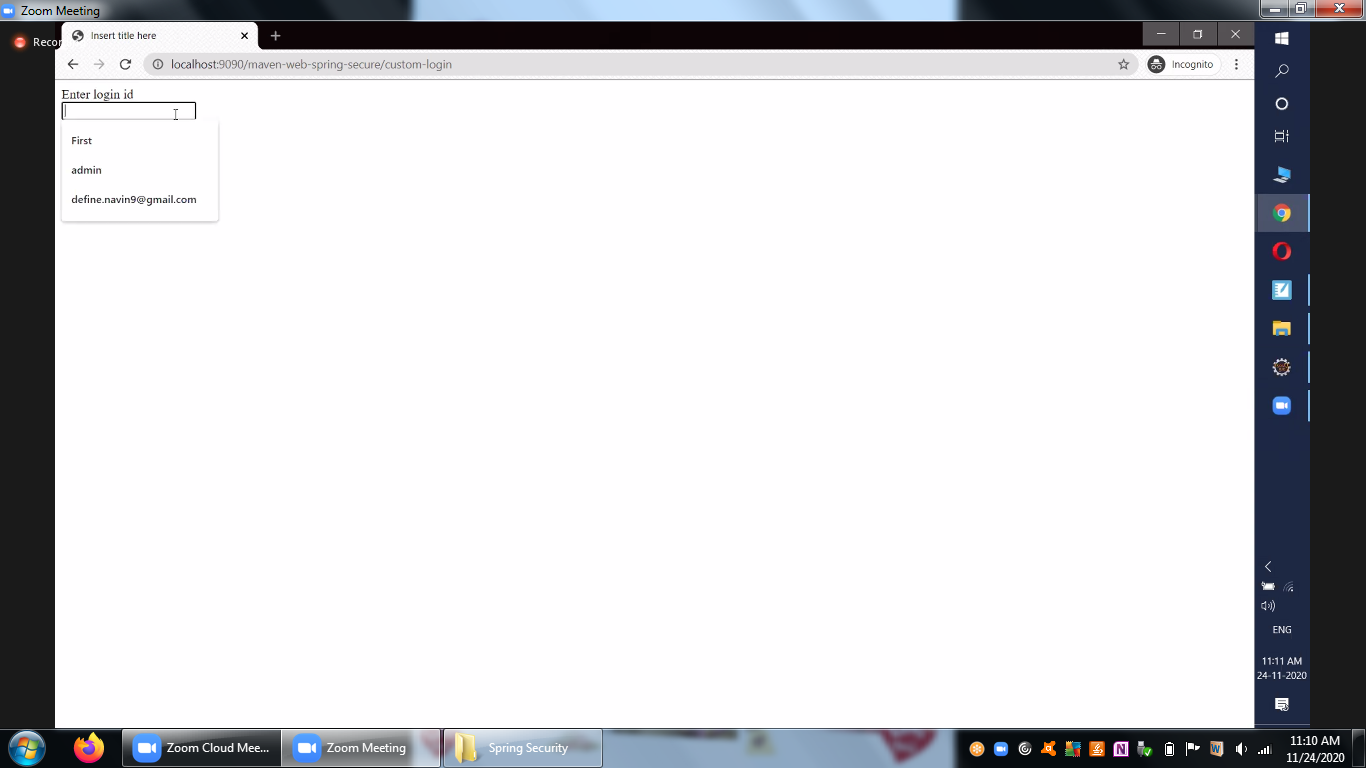 Zoom Meeting
Recor
Insert title here
localhost:9090/maven-web-spring-secure/custom-login
Incognito
Enter login id
First
admin
define.navin9@gmail.com
ENG
11:11 AM
24-11-2020
Zoom Cloud Mee...
Zoom Meeting
Spring Security
11:10 AM
11/24/2020